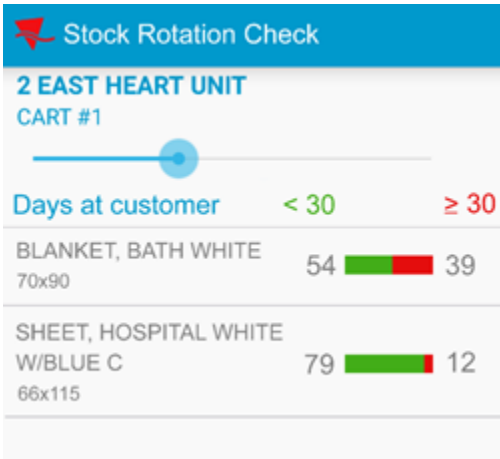 Stock Rotation Check
2 EAST HEART UNIT
CART #1
Days at customer < 30 ≥ 30
BLANKET, BATH WHITE
70x90
54 39
SHEET, HOSPITAL WHITE
W/BLUE C
66x115
79 12